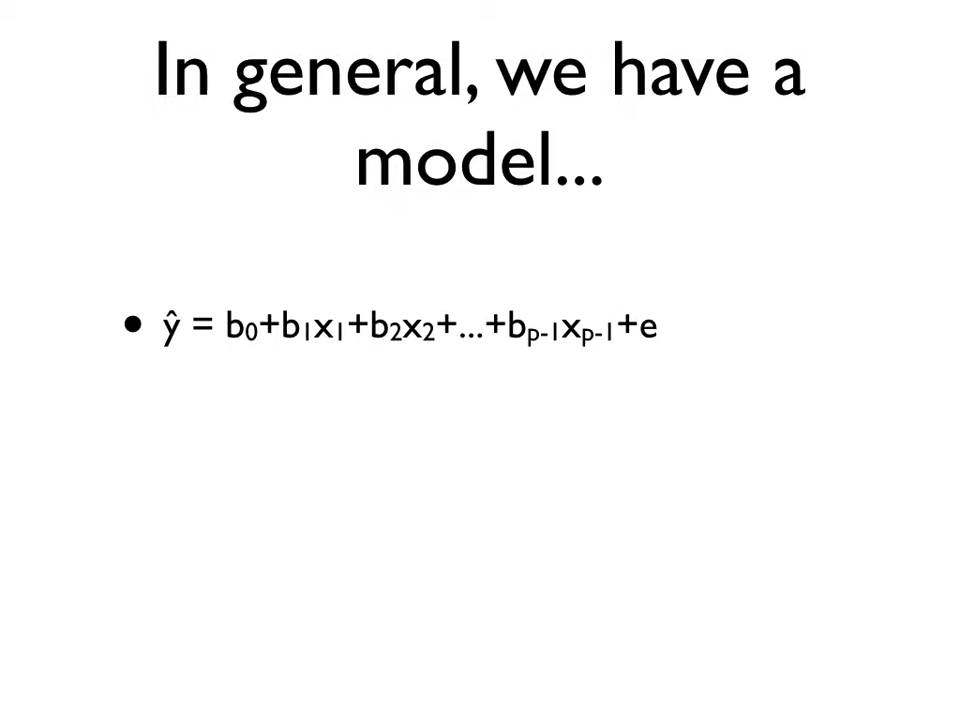 In general, we have a
model...
• ŷ = b₀+b₁x₁+b₂x₂+...+bₚ₋₁xₚ₋₁+e